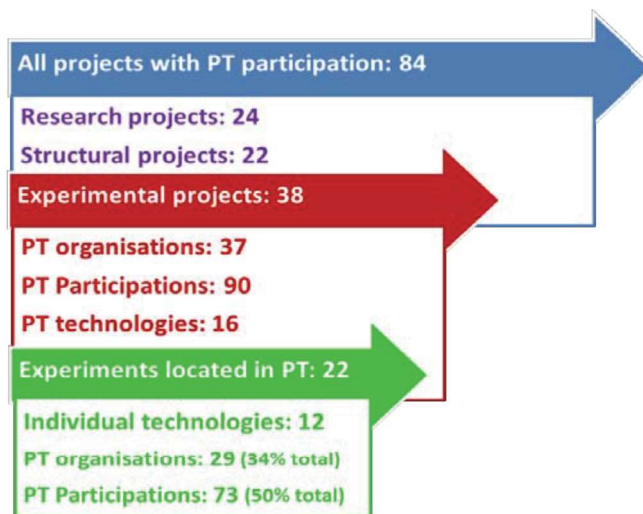 All projects with PT participation: 84
Research projects: 24
Structural projects: 22
Experimental projects: 38
PT organisations: 37
PT Participations: 90
PT technologies: 16
Experiments located in PT: 22
Individual technologies: 12
PT organisations: 29 (34% total)
PT Participations: 73 (50% total)